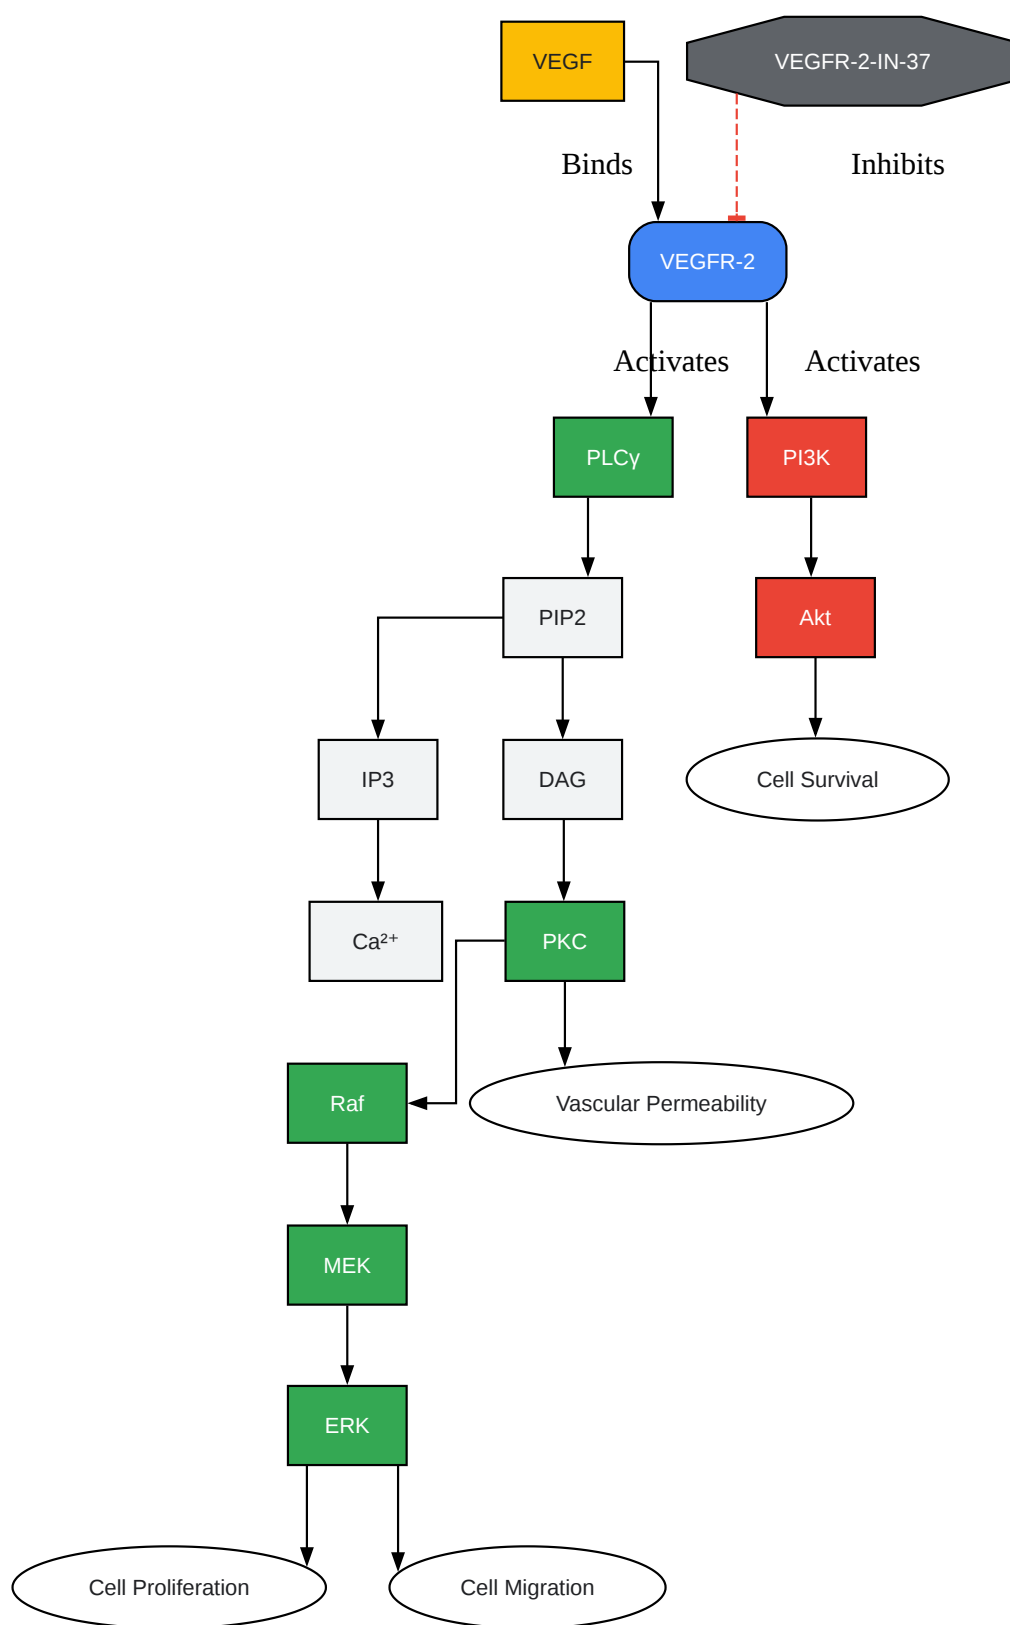 VEGF
VEGFR-2-IN-37
Binds
Inhibits
VEGFR-2
Activates
Activates
PLCγ
PI3K
PIP2
Akt
IP3
DAG
Cell Survival
Ca²⁺
PKC
Raf
Vascular Permeability
MEK
ERK
Cell Proliferation
Cell Migration